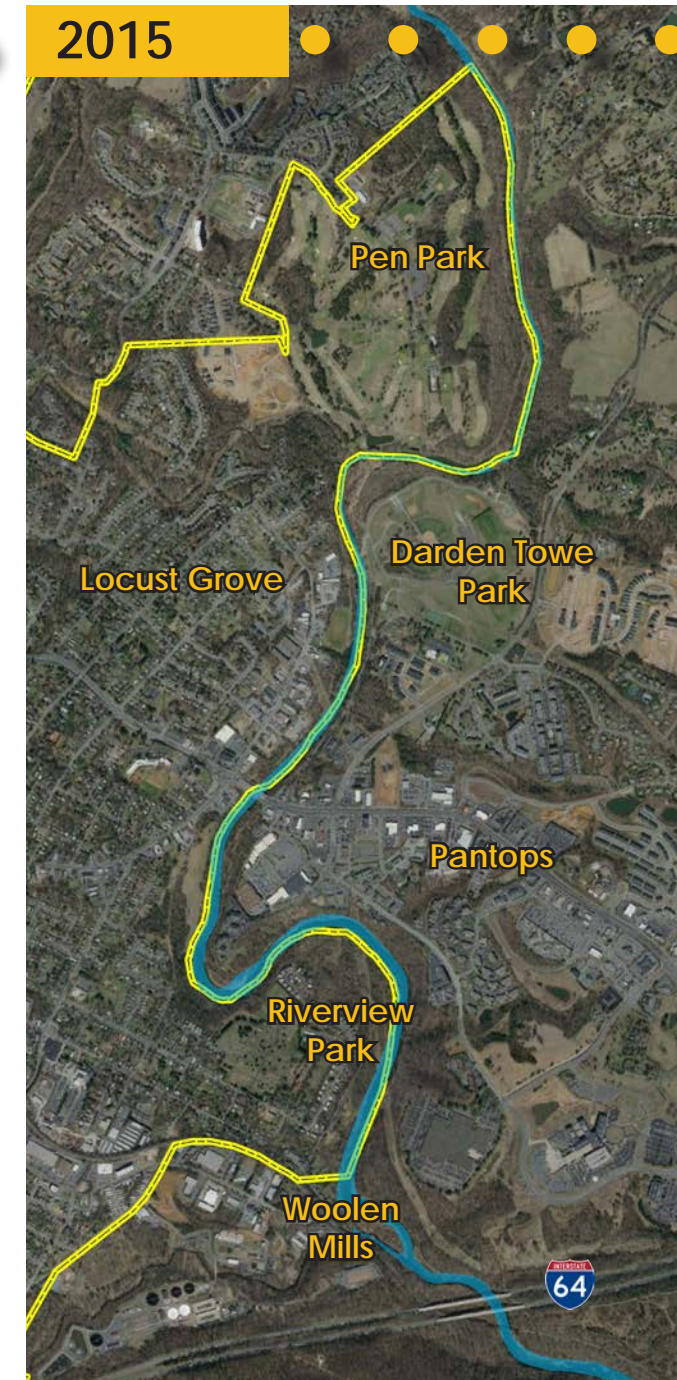 2015
Pen Park
Locust Grove
Darden Towe
Park
Pantops
Riverview
Park
Woolen
Mills
INTERSTATE
64